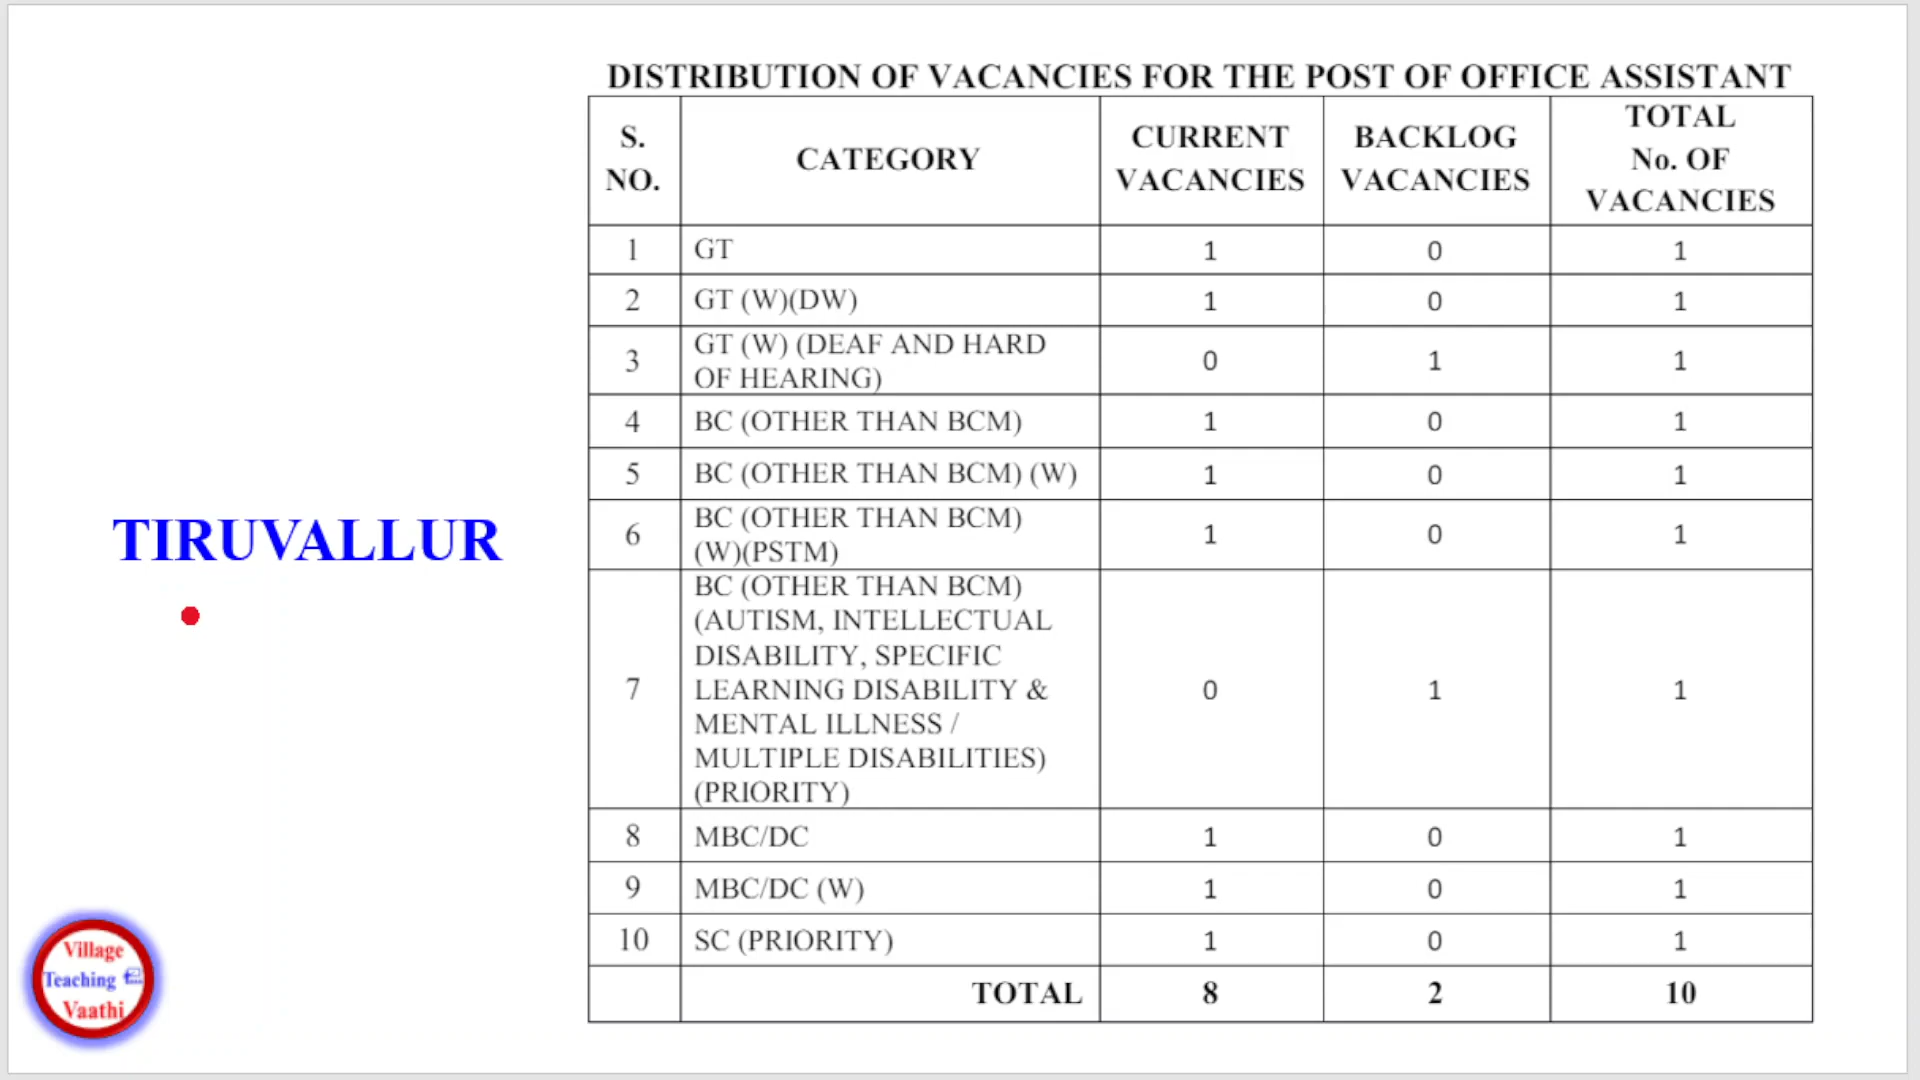 DISTRIBUTION OF VACANCIES FOR THE POST OF OFFICE ASSISTANT
S. NO. CATEGORY CURRENT VACANCIES BACKLOG VACANCIES TOTAL No. OF VACANCIES
1 GT 1 0 1
2 GT (W)(DW) 1 0 1
3 GT (W) (DEAF AND HARD OF HEARING) 0 1 1
4 BC (OTHER THAN BCM) 1 0 1
5 BC (OTHER THAN BCM) (W) 1 0 1
6 BC (OTHER THAN BCM) (W)(PSTM) 1 0 1
7 BC (OTHER THAN BCM) (AUTISM, INTELLECTUAL DISABILITY, SPECIFIC LEARNING DISABILITY & MENTAL ILLNESS / MULTIPLE DISABILITIES) (PRIORITY) 0 1 1
8 MBC/DC 1 0 1
9 MBC/DC (W) 1 0 1
10 SC (PRIORITY) 1 0 1
TOTAL 8 2 10
TIRUVALLUR
Village
Teaching
Vaathi